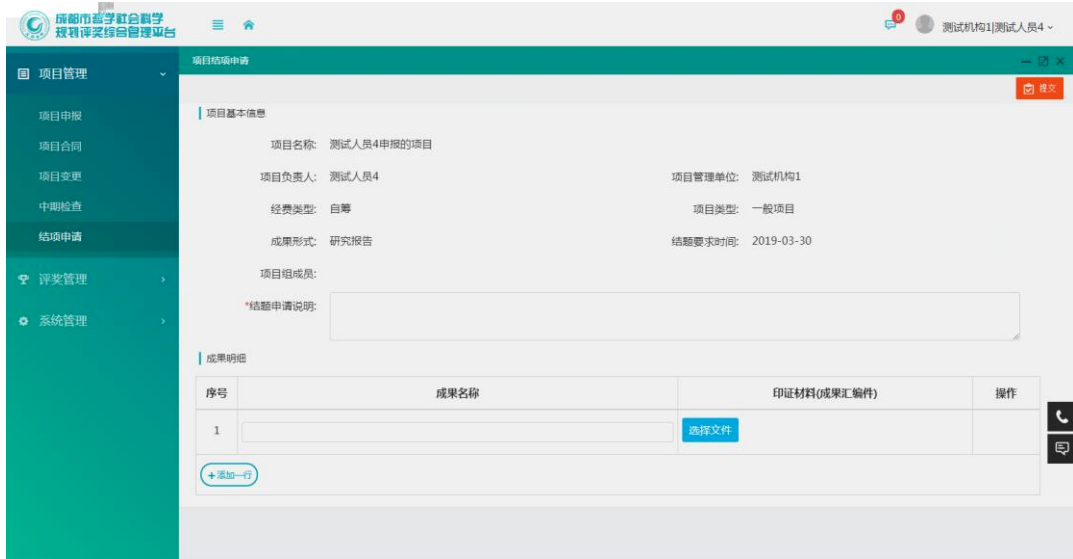 成都市哲学社会科学
规划评奖综合管理平台
0
测试机构1|测试人员4
项目管理
项目申报
项目合同
项目变更
中期检查
结项申请
评奖管理
系统管理
项目结项申请
提交
项目基本信息
项目名称: 测试人员4申报的项目
项目负责人: 测试人员4 项目管理单位: 测试机构1
经费类型: 自筹 项目类型: 一般项目
成果形式: 研究报告 结题要求时间: 2019-03-30
项目组成员:
*结题申请说明:
成果明细
序号 成果名称 印证材料(成果汇编件) 操作
1 选择文件
+添加一行